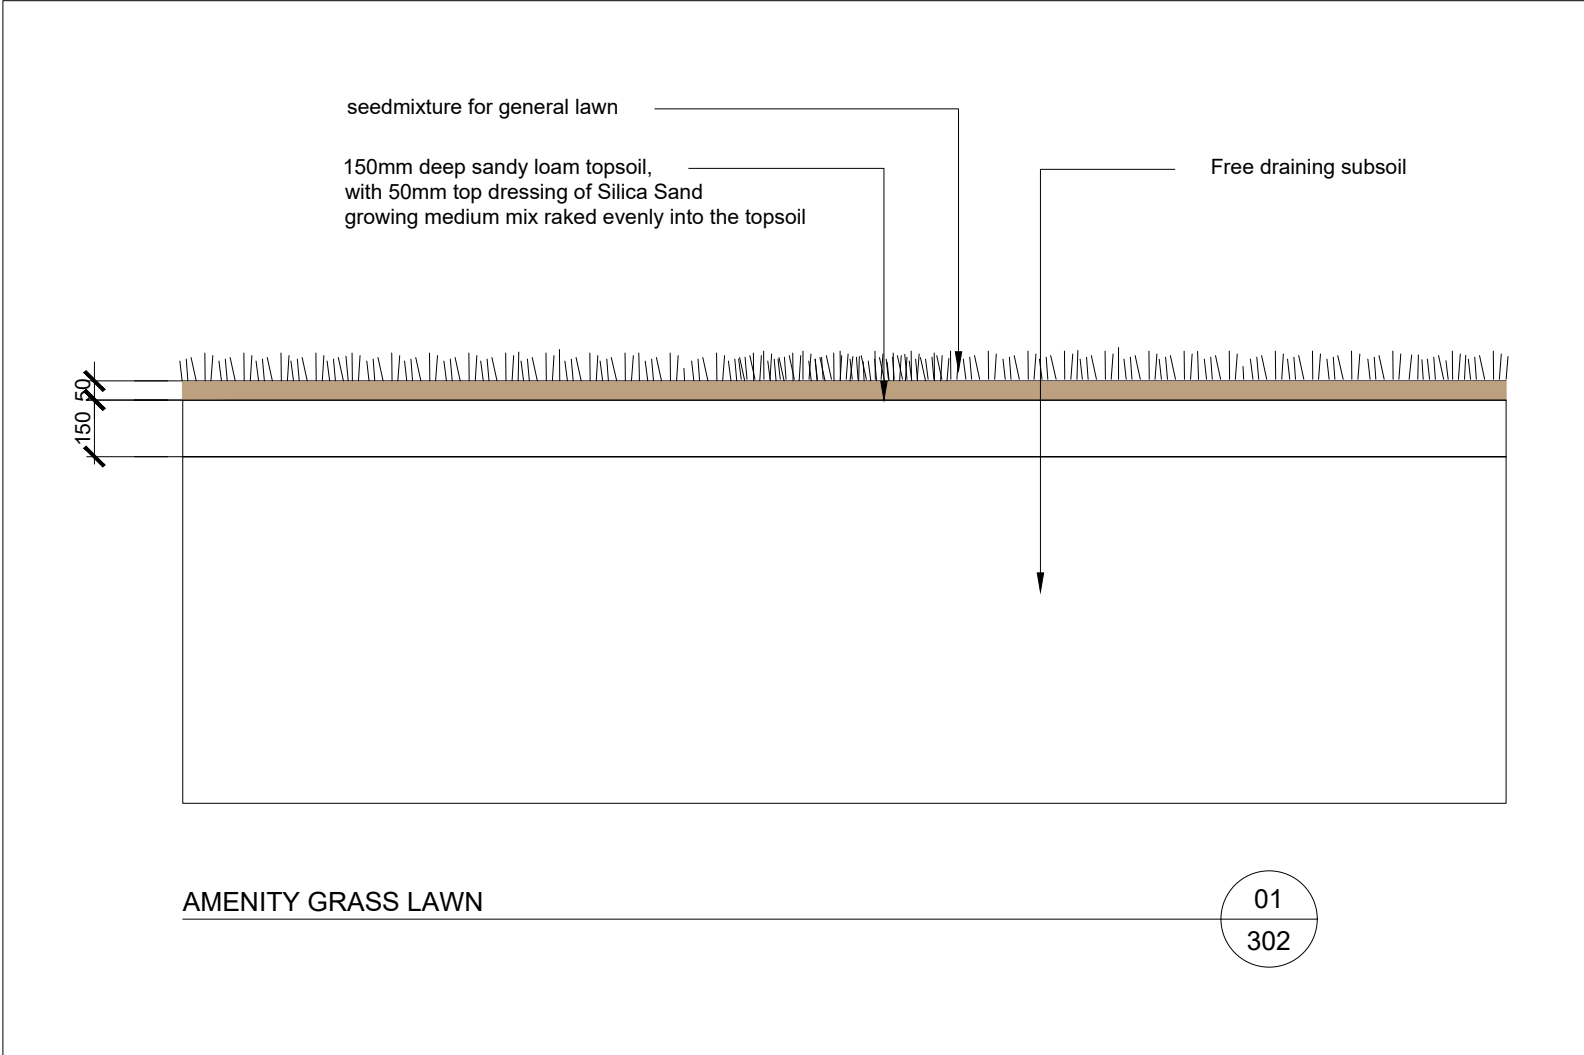 seedmixture for general lawn
150mm deep sandy loam topsoil,
with 50mm top dressing of Silica Sand
growing medium mix raked evenly into the topsoil
Free draining subsoil
50
150
AMENITY GRASS LAWN
01
302